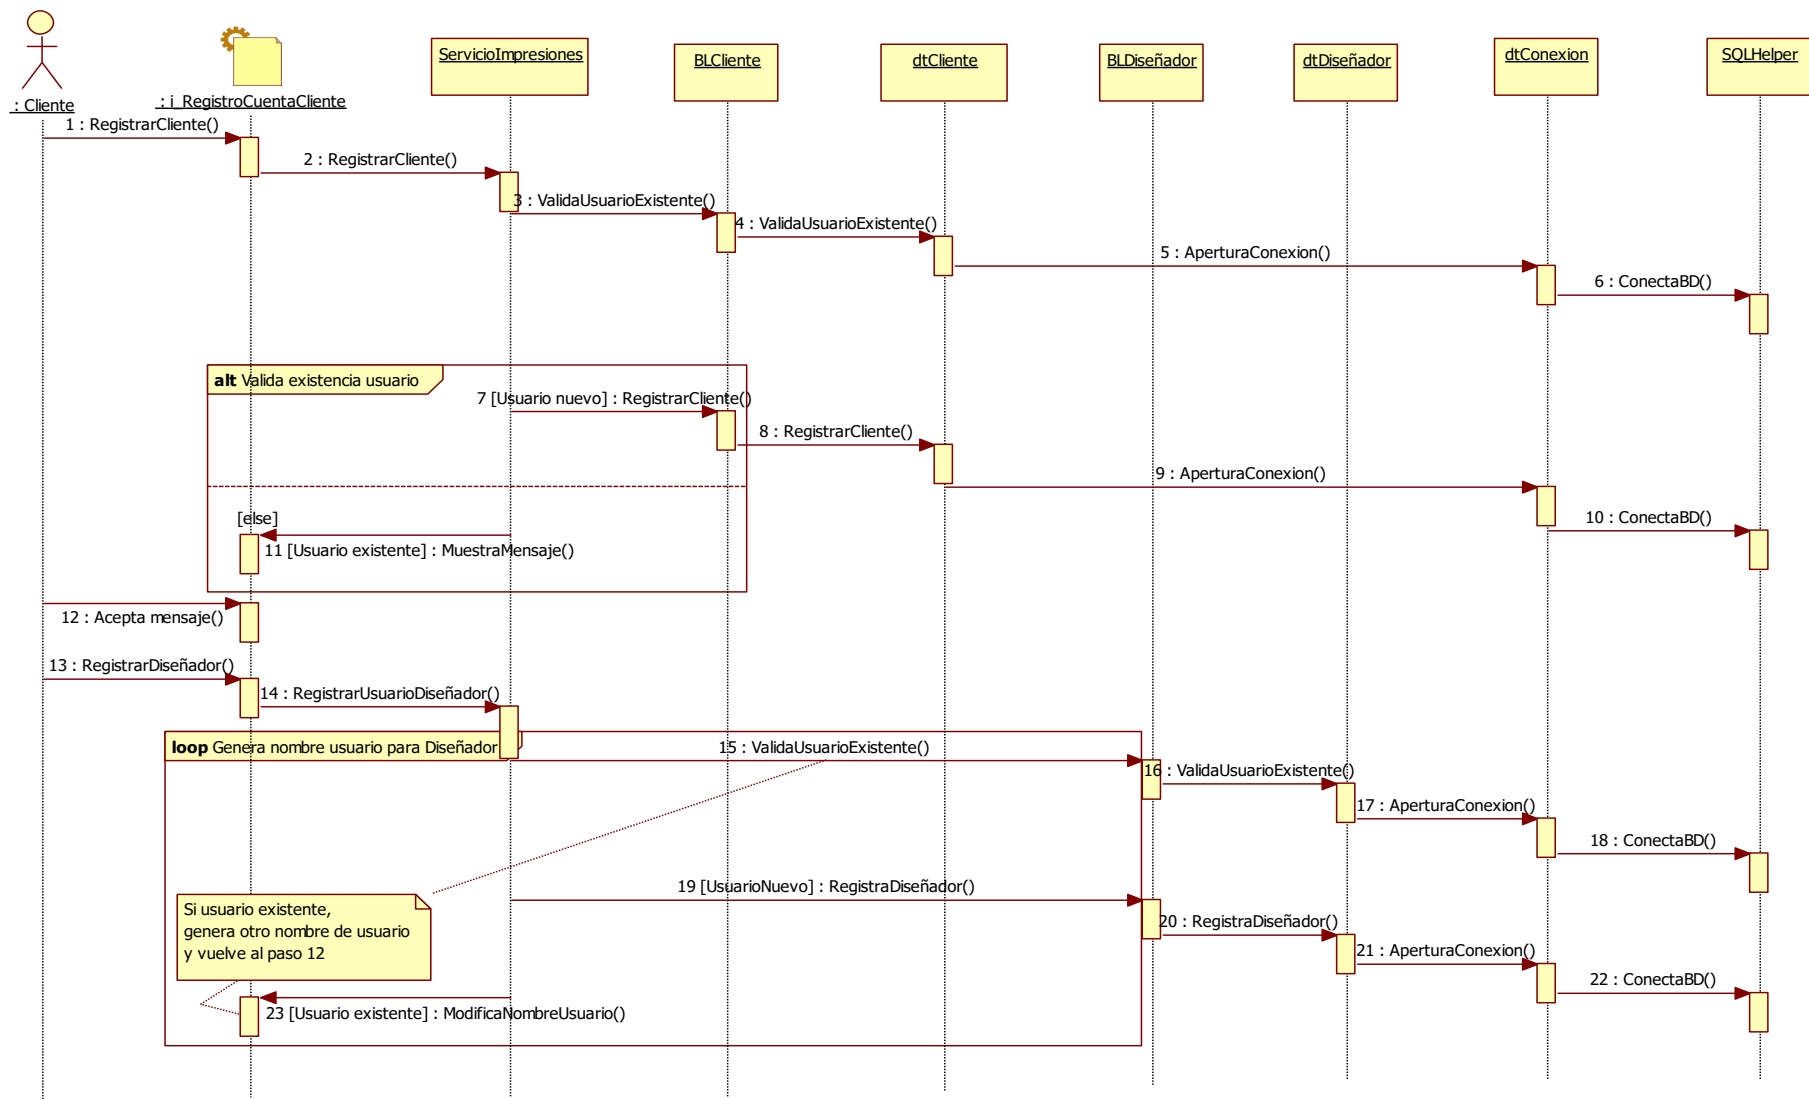 : Cliente
: i_RegistroCuentaCliente
ServicioImpresiones
BLCliente
dtCliente
BLDiseñador
dtDiseñador
dtConexion
SQLHelper
1 : RegistrarCliente()
2 : RegistrarCliente()
3 : ValidaUsuarioExistente()
4 : ValidaUsuarioExistente()
5 : AperturaConexion()
6 : ConectaBD()
alt Valida existencia usuario
7 [Usuario nuevo] : RegistrarCliente()
8 : RegistrarCliente()
9 : AperturaConexion()
10 : ConectaBD()
[else]
11 [Usuario existente] : MuestraMensaje()
12 : Acepta mensaje()
13 : RegistrarDiseñador()
14 : RegistrarUsuarioDiseñador()
loop Genera nombre usuario para Diseñador
15 : ValidaUsuarioExistente()
16 : ValidaUsuarioExistente()
17 : AperturaConexion()
18 : ConectaBD()
19 [UsuarioNuevo] : RegistraDiseñador()
20 : RegistraDiseñador()
21 : AperturaConexion()
22 : ConectaBD()
Si usuario existente,
genera otro nombre de usuario
y vuelve al paso 12
23 [Usuario existente] : ModificaNombreUsuario()